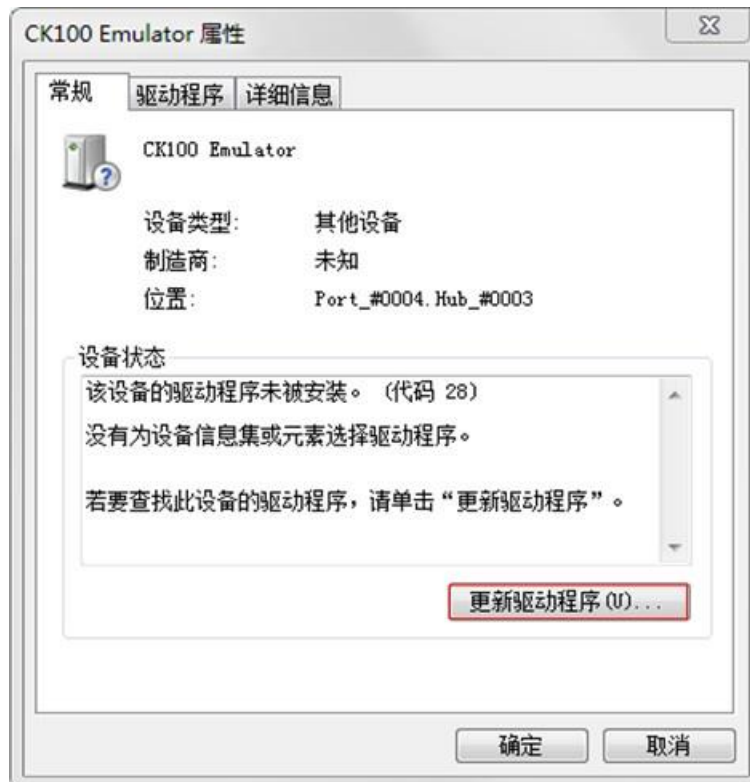 CK100 Emulator 属性
常规 驱动程序 详细信息
CK100 Emulator
设备类型: 其他设备
制造商: 未知
位置: Port_#0004.Hub_#0003
设备状态
该设备的驱动程序未被安装。 (代码 28)
没有为设备信息集或元素选择驱动程序。
若要查找此设备的驱动程序，请单击“更新驱动程序”。
更新驱动程序(U)...
确定 取消